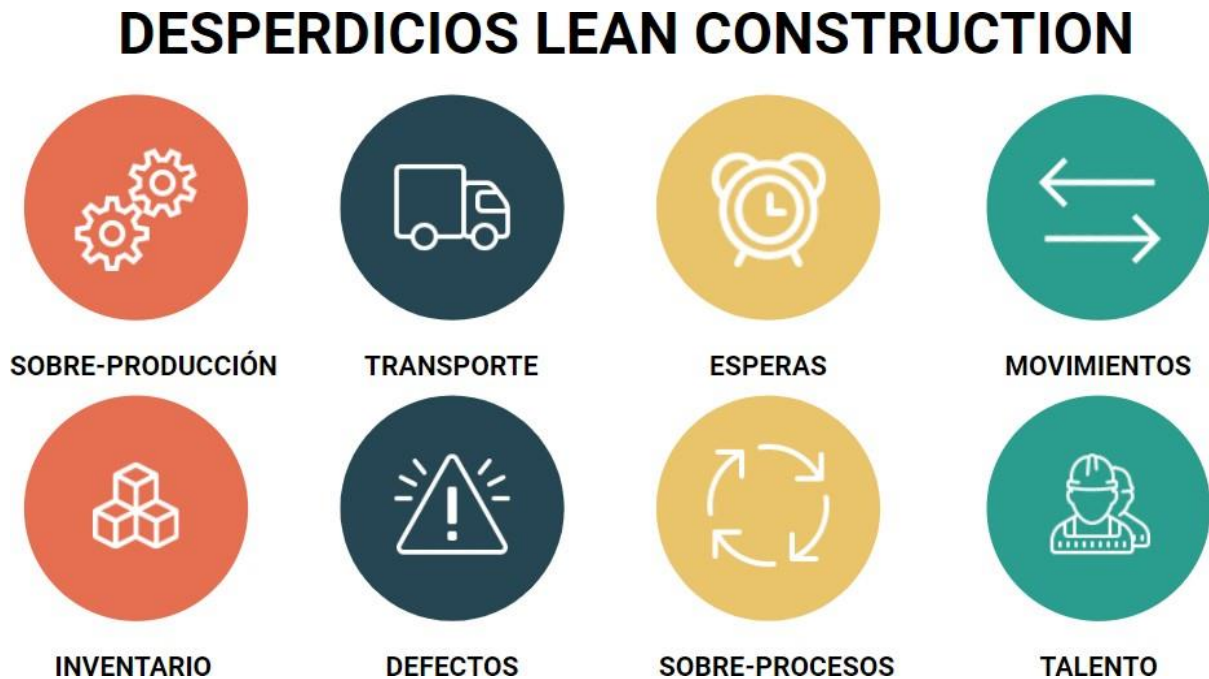 DESPERDICIOS LEAN CONSTRUCTION
SOBRE-PRODUCCIÓN
TRANSPORTE
ESPERAS
MOVIMIENTOS
INVENTARIO
DEFECTOS
SOBRE-PROCESOS
TALENTO